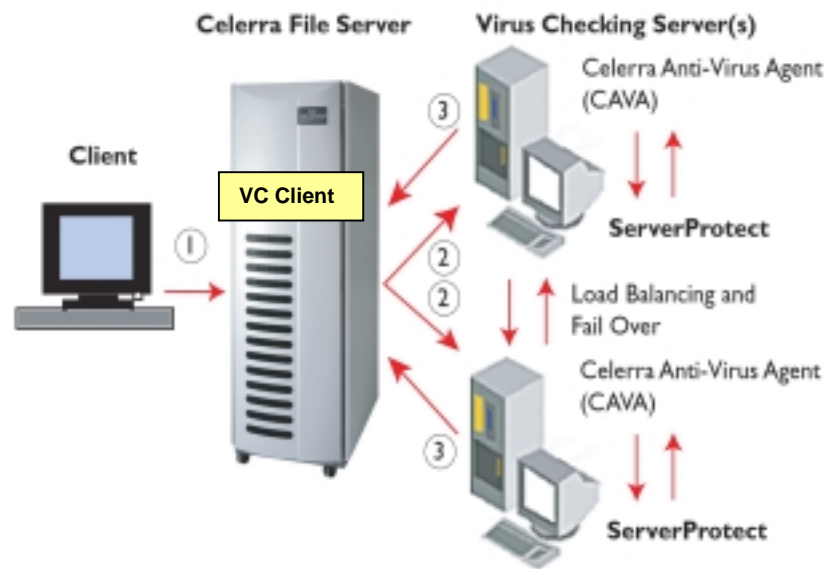 Celerra File Server
Virus Checking Server(s)
Celerra Anti-Virus Agent
(CAVA)
3
Client
VC Client
1
ServerProtect
2
2
Load Balancing and
Fail Over
Celerra Anti-Virus Agent
(CAVA)
3
ServerProtect